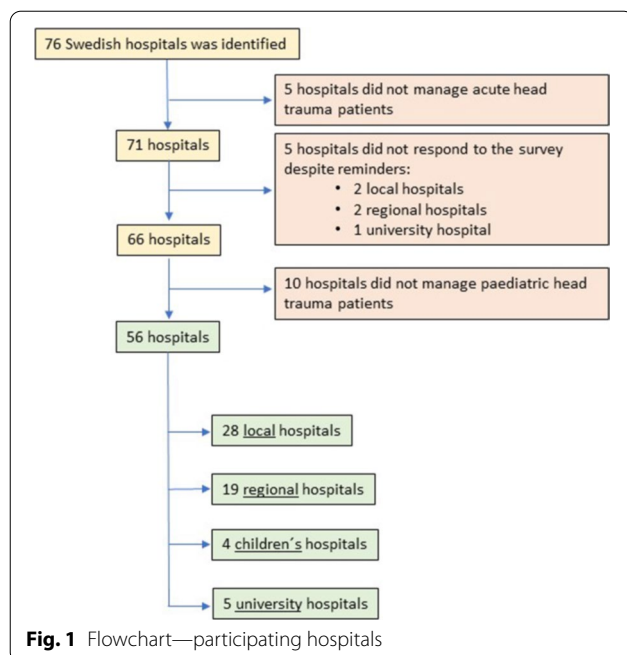 76 Swedish hospitals was identified
5 hospitals did not manage acute head
trauma patients
71 hospitals
5 hospitals did not respond to the survey
despite reminders:
• 2 local hospitals
• 2 regional hospitals
• 1 university hospital
66 hospitals
10 hospitals did not manage paediatric head
trauma patients
56 hospitals
28 local hospitals
19 regional hospitals
4 children´s hospitals
5 university hospitals
Fig. 1 Flowchart—participating hospitals